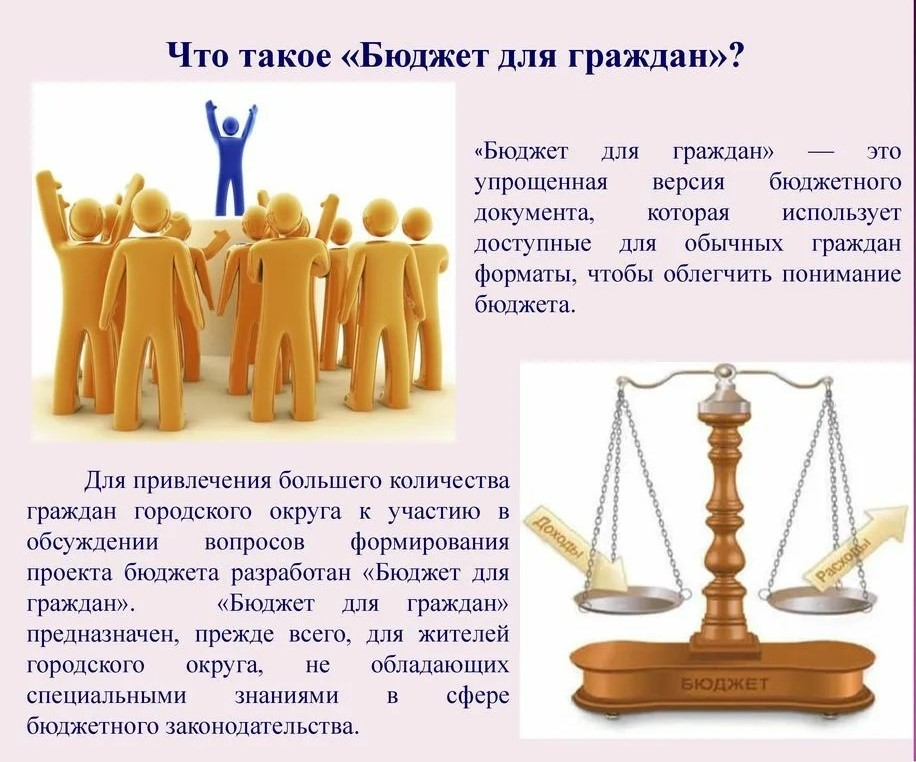 Что такое «Бюджет для граждан»?
«Бюджет для граждан» — это
упрощенная версия бюджетного
документа, которая использует
доступные для обычных граждан
форматы, чтобы облегчить понимание
бюджета.
Для привлечения большего количества
граждан городского округа к участию в
обсуждении вопросов формирования
проекта бюджета разработан «Бюджет для
граждан». «Бюджет для граждан»
предназначен, прежде всего, для жителей
городского округа, не обладающих
специальными знаниями в сфере
бюджетного законодательства.
Доходы
Расходы
БЮДЖЕТ